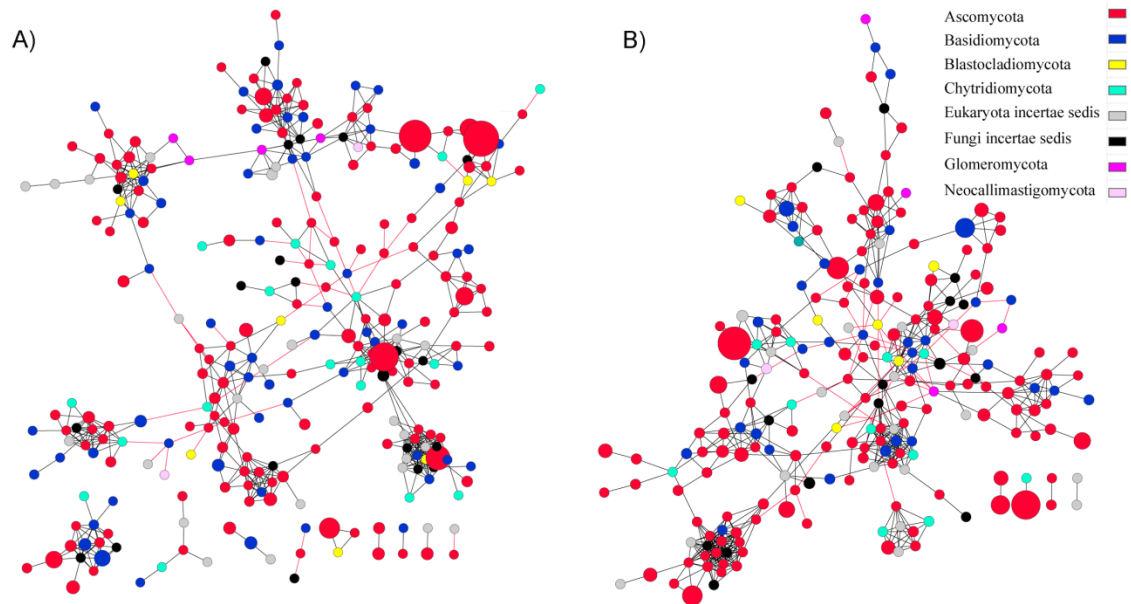 A)
B)
Ascomycota
Basidiomycota
Blastocladiomycota
Chytridiomycota
Eukaryota incertae sedis
Fungi incertae sedis
Glomeromycota
Neocallimastigomycota